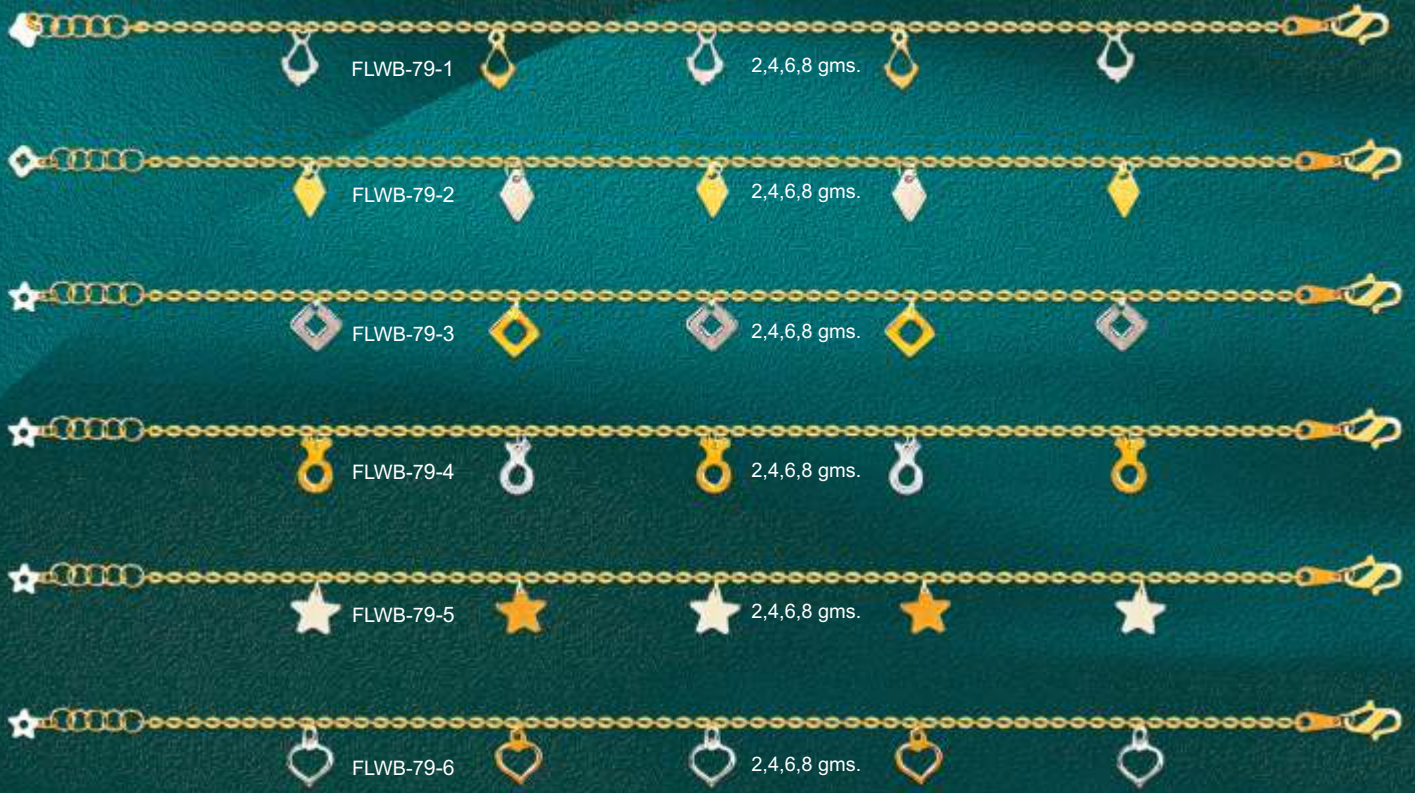 FLWB-79-1 2,4,6,8 gms.
FLWB-79-2 2,4,6,8 gms.
FLWB-79-3 2,4,6,8 gms.
FLWB-79-4 2,4,6,8 gms.
FLWB-79-5 2,4,6,8 gms.
FLWB-79-6 2,4,6,8 gms.